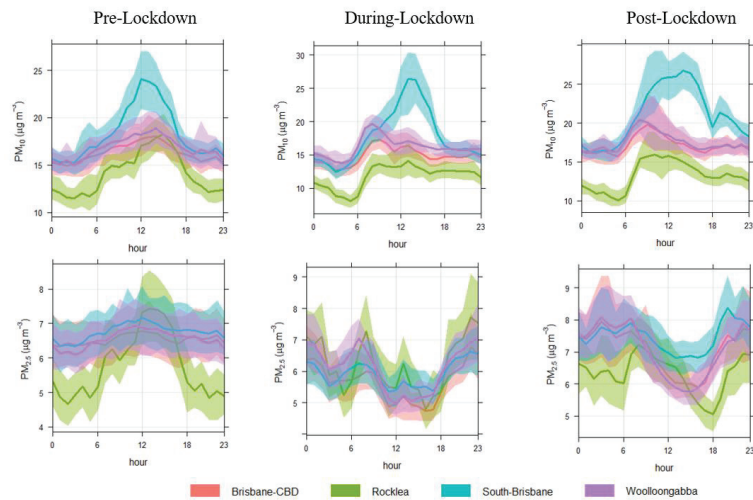 Pre-Lockdown
During-Lockdown
Post-Lockdown
PM10 (µg m−3)
25
20
15
10
0 6 12 18 23
hour
PM10 (µg m−3)
30
25
20
15
10
0 6 12 18 23
hour
PM10 (µg m−3)
25
20
15
10
0 6 12 18 23
hour
PM2.5 (µg m−3)
8
7
6
5
4
0 6 12 18 23
hour
PM2.5 (µg m−3)
9
8
7
6
5
0 6 12 18 23
hour
PM2.5 (µg m−3)
9
8
7
6
5
0 6 12 18 23
hour
Brisbane-CBD Rocklea South-Brisbane Woolloongabba